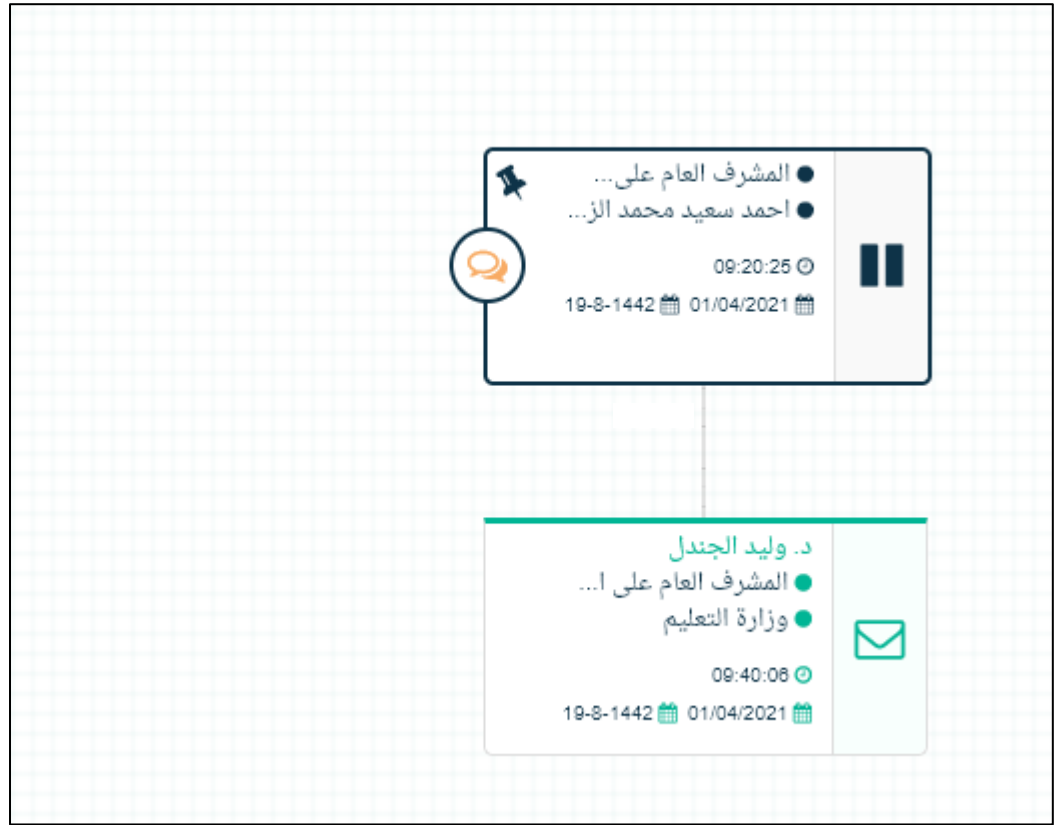 المشرف العام على...
احمد سعيد محمد الز...
09:20:25
01/04/2021 19-8-1442
د. وليد الجندل
المشرف العام على ا...
وزارة التعليم
09:40:06
01/04/2021 19-8-1442